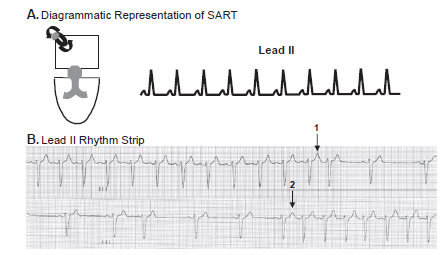 A. Diagrammatic Representation of SART
Lead II
B. Lead II Rhythm Strip
1
2